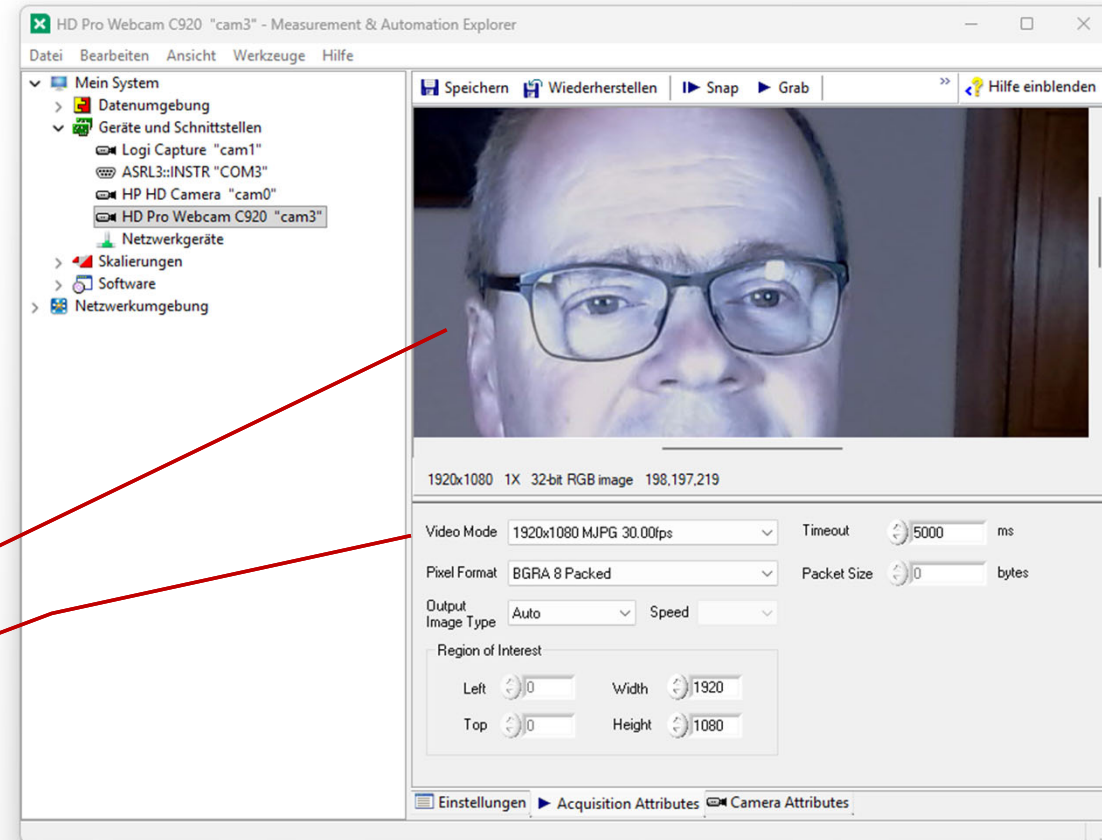 HD Pro Webcam C920 "cam3" - Measurement & Automation Explorer
Datei Bearbeiten Ansicht Werkzeuge Hilfe
Mein System
Datenumgebung
Geräte und Schnittstellen
Logi Capture "cam1"
ASRL3::INSTR "COM3"
HP HD Camera "cam0"
HD Pro Webcam C920 "cam3"
Netzwerkgeräte
Skalierungen
Software
Netzwerkumgebung
Speichern Wiederherstellen Snap Grab » Hilfe einblenden
1920x1080 1X 32-bit RGB image 198,197,219
Video Mode 1920x1080 MJPG 30.00fps Timeout 5000 ms
Pixel Format BGRA 8 Packed Packet Size 0 bytes
Output
Image Type Auto Speed
Region of Interest
Left 0 Width 1920
Top 0 Height 1080
Einstellungen Acquisition Attributes Camera Attributes